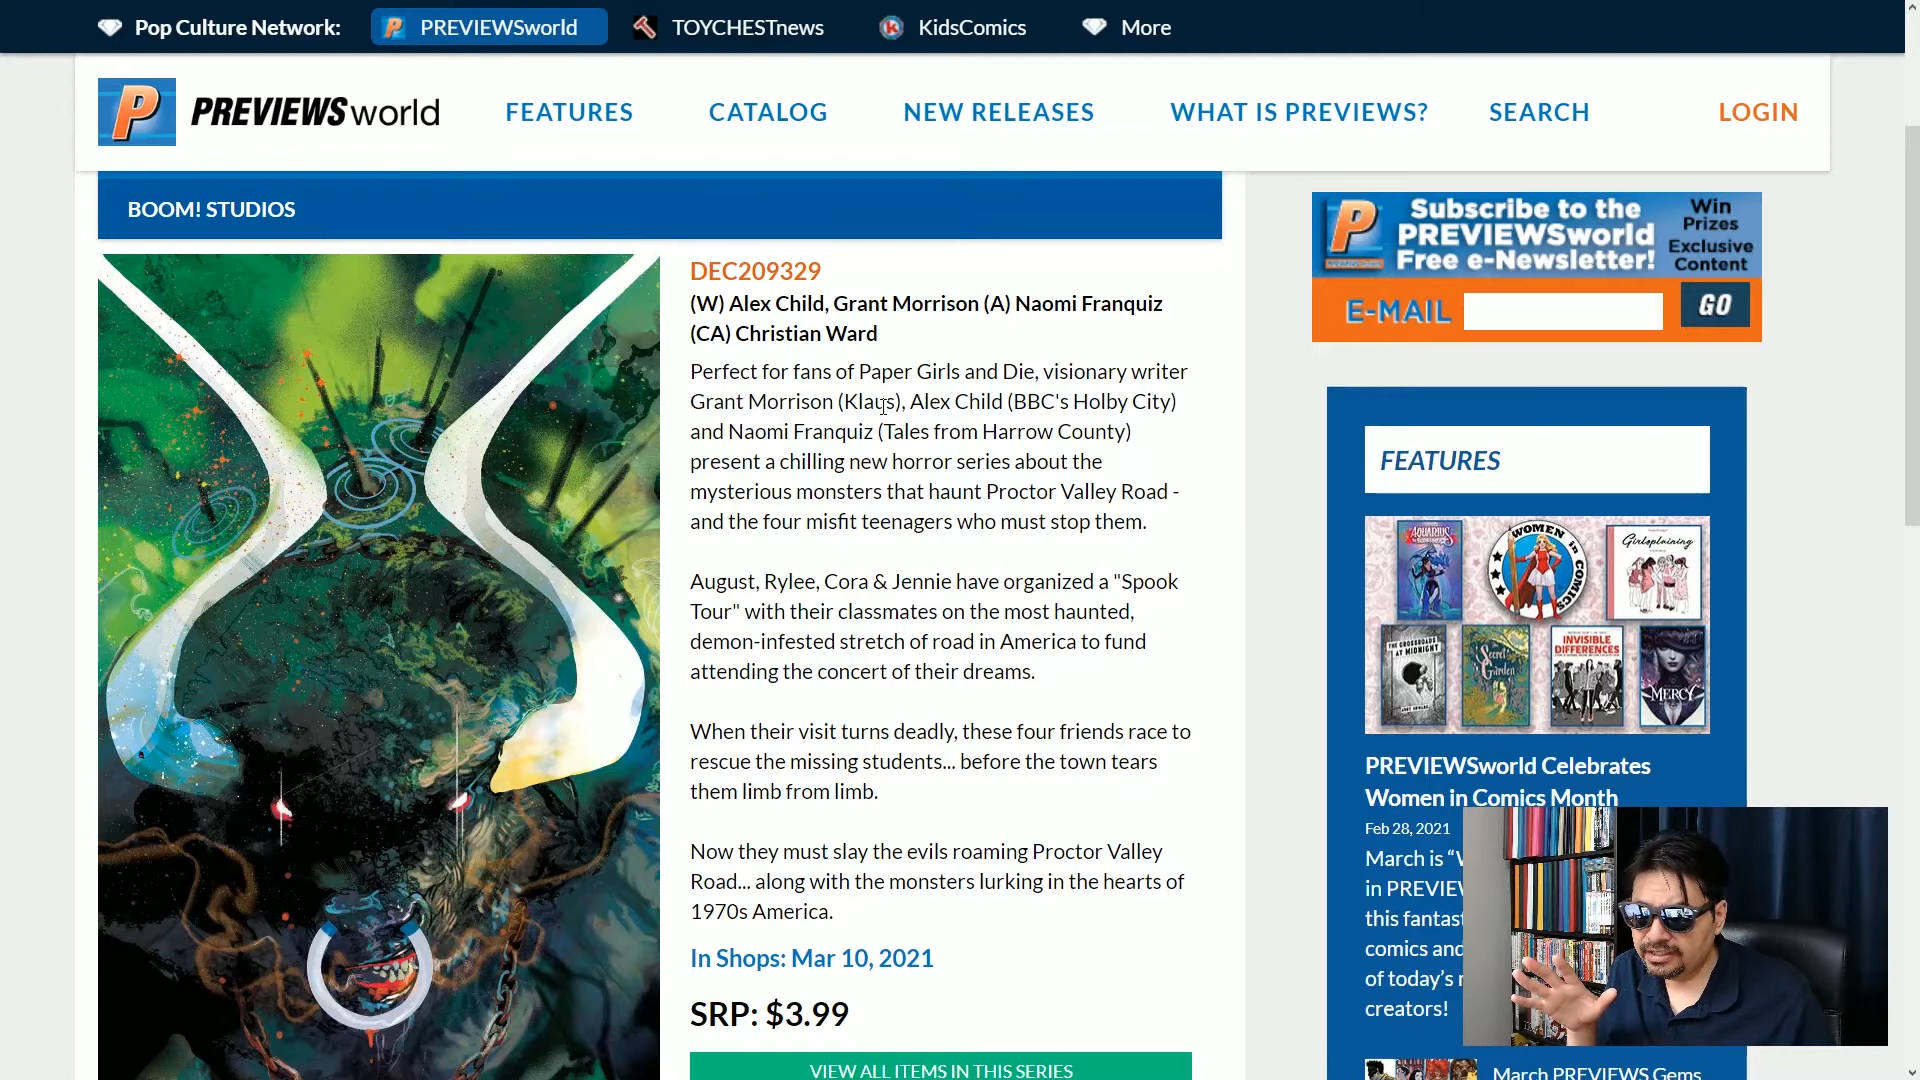 Pop Culture Network:
PREVIEWSworld
TOYCHESTnews
KidsComics
More
P
PREVIEWSworld
FEATURES
CATALOG
NEW RELEASES
WHAT IS PREVIEWS?
SEARCH
LOGIN
BOOM! STUDIOS
DEC209329
(W) Alex Child, Grant Morrison (A) Naomi Franquiz
(CA) Christian Ward
Perfect for fans of Paper Girls and Die, visionary writer
Grant Morrison (Klaus), Alex Child (BBC's Holby City)
and Naomi Franquiz (Tales from Harrow County)
present a chilling new horror series about the
mysterious monsters that haunt Proctor Valley Road -
and the four misfit teenagers who must stop them.
August, Rylee, Cora & Jennie have organized a "Spook
Tour" with their classmates on the most haunted,
demon-infested stretch of road in America to fund
attending the concert of their dreams.
When their visit turns deadly, these four friends race to
rescue the missing students... before the town tears
them limb from limb.
Now they must slay the evils roaming Proctor Valley
Road... along with the monsters lurking in the hearts of
1970s America.
In Shops: Mar 10, 2021
SRP: $3.99
VIEW ALL ITEMS IN THIS SERIES
P
Subscribe to the
PREVIEWSworld
Free e-Newsletter!
Win
Prizes
Exclusive
Content
E-MAIL
GO
FEATURES
AQUARIUS
WOMEN in
COMICS
Girlsplaining
THE CROSSROADS
AT MIDNIGHT
Secret
Garden
INVISIBLE
DIFFERENCES
MERCY
PREVIEWSworld Celebrates
Women in Comics Month
Feb 28, 2021
March is “
in PREVIE
this fantas
comics and
of today’s
creators!
March PREVIEWS Gems